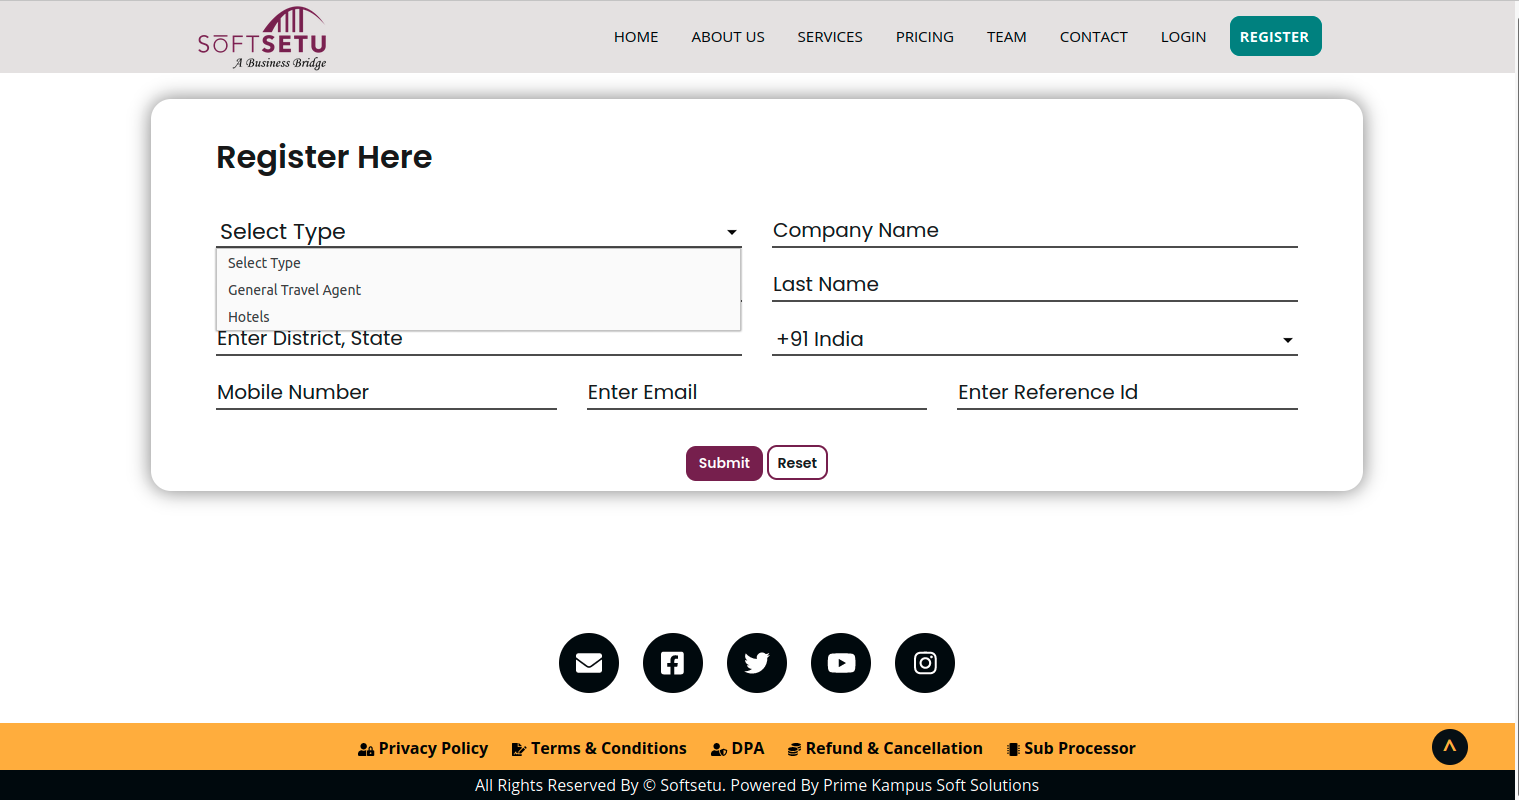 SOFTSETU
A Business Bridge
HOME ABOUT US SERVICES PRICING TEAM CONTACT LOGIN REGISTER
Register Here
Select Type
Company Name
Select Type
General Travel Agent
Hotels
Last Name
Enter District, State
+91 India
Mobile Number
Enter Email
Enter Reference Id
Submit
Reset
Privacy Policy Terms & Conditions DPA Refund & Cancellation Sub Processor
All Rights Reserved By © Softsetu. Powered By Prime Kampus Soft Solutions